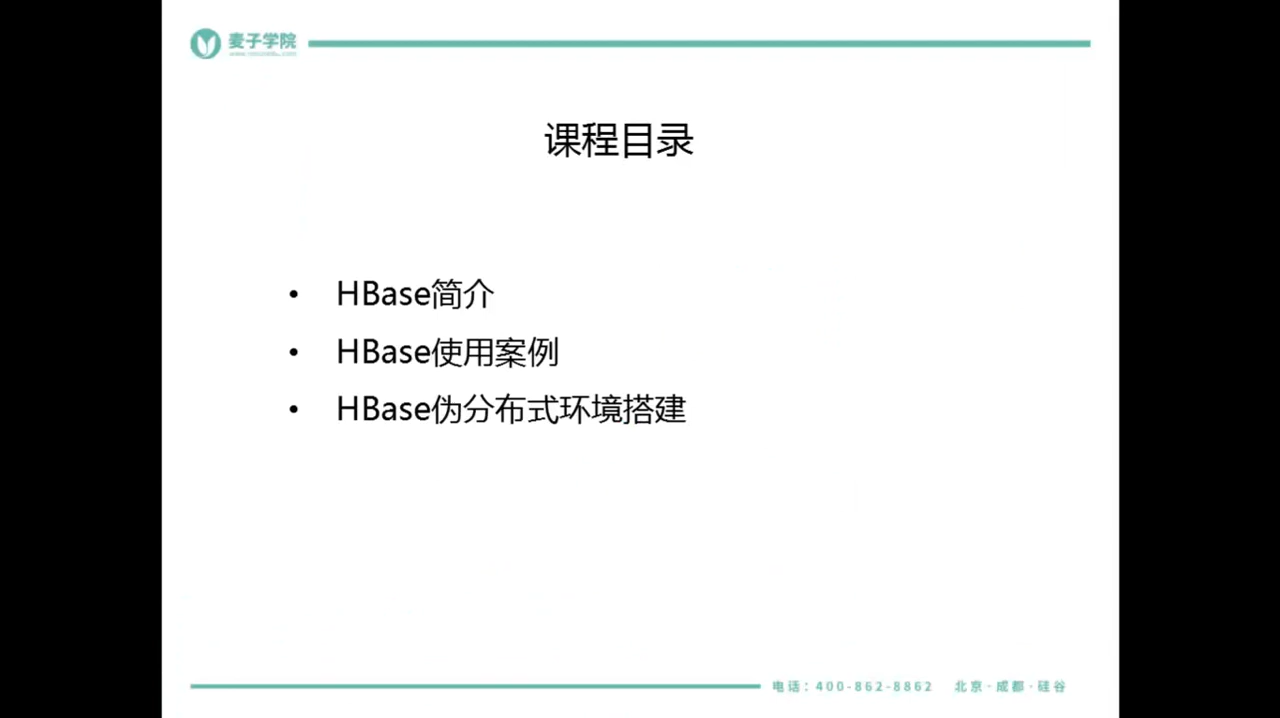 麦子学院
课程目录
• HBase简介
• HBase使用案例
• HBase伪分布式环境搭建
电话：400-862-8862 北京·成都·硅谷